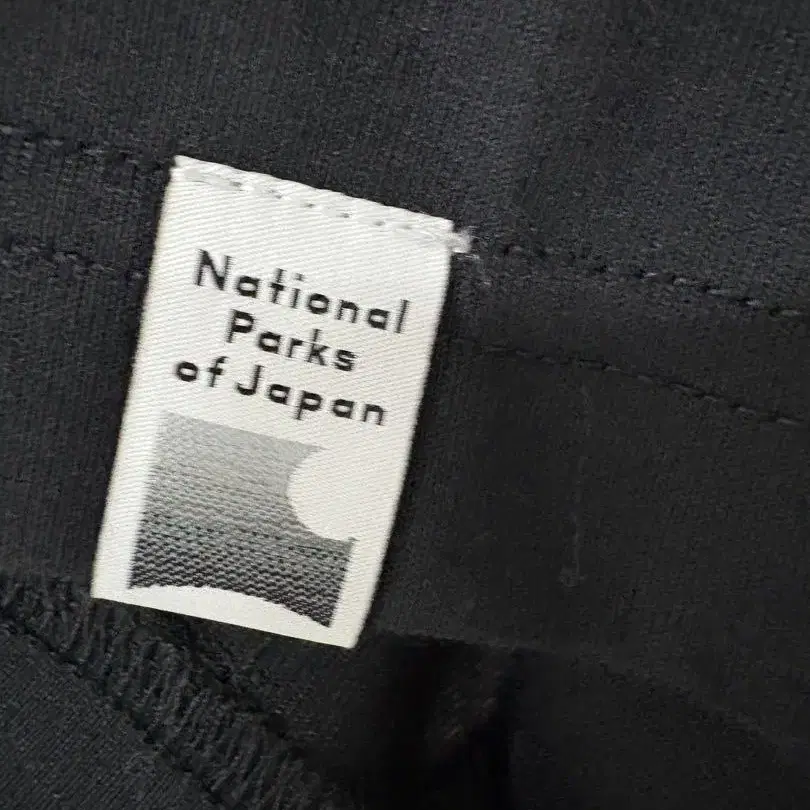 National
Parks
of Japan